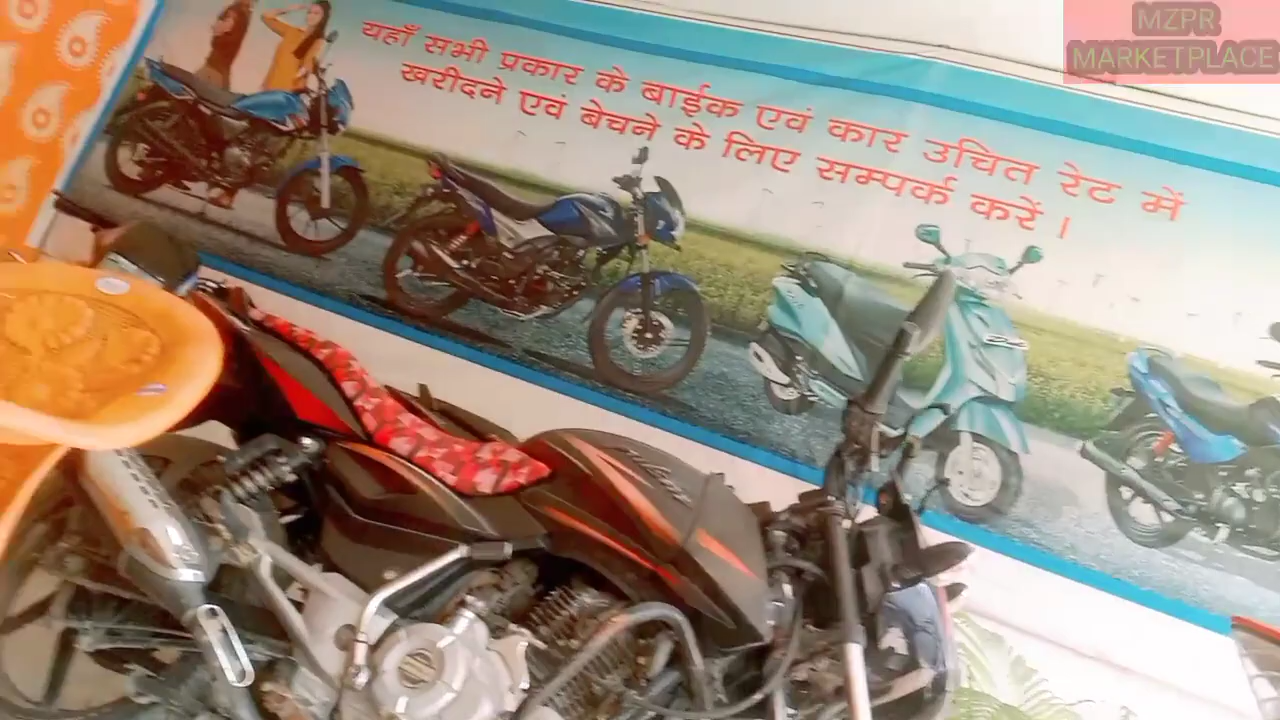 MZPR
MARKETPLACE
यहाँ सभी प्रकार के बाईक एवं कार उचित रेट में
खरीदने एवं बेचने के लिए सम्पर्क करें ।